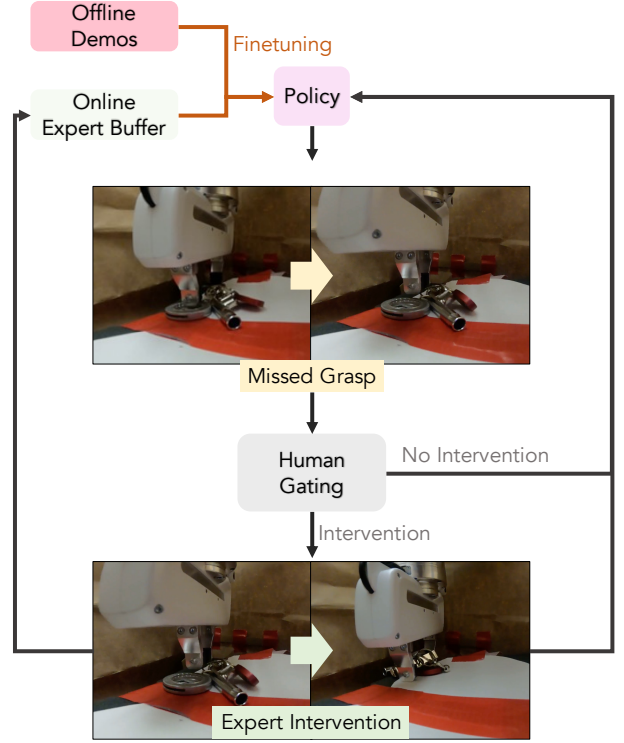 Offline
Demos
Finetuning
Online
Expert Buffer
Policy
Missed Grasp
Human
Gating
No Intervention
Intervention
Expert Intervention